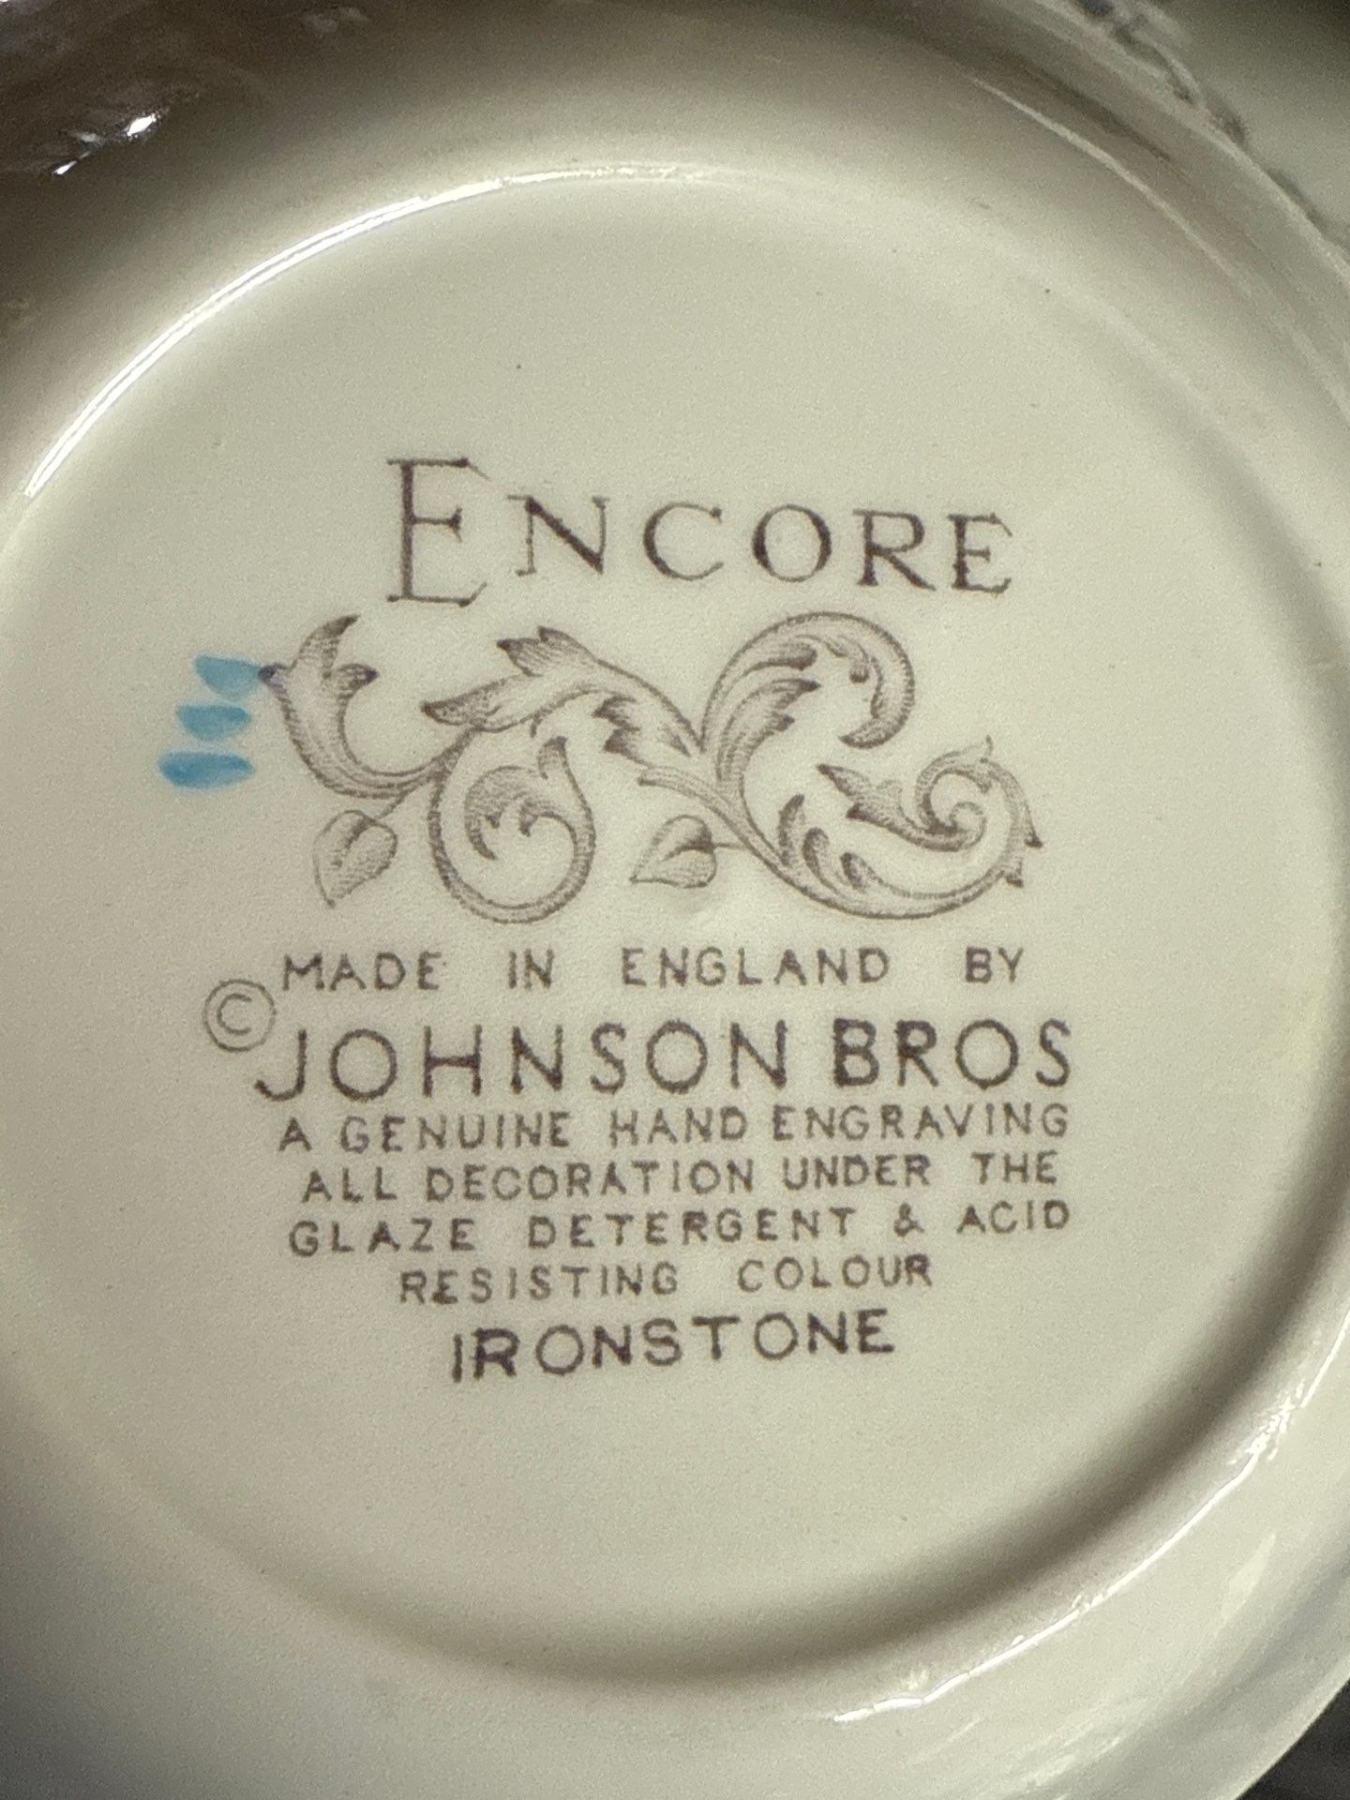 ENCORE
MADE IN ENGLAND BY
© JOHNSON BROS
A GENUINE HAND ENGRAVING
ALL DECORATION UNDER THE
GLAZE DETERGENT & ACID
RESISTING COLOUR
IRONSTONE